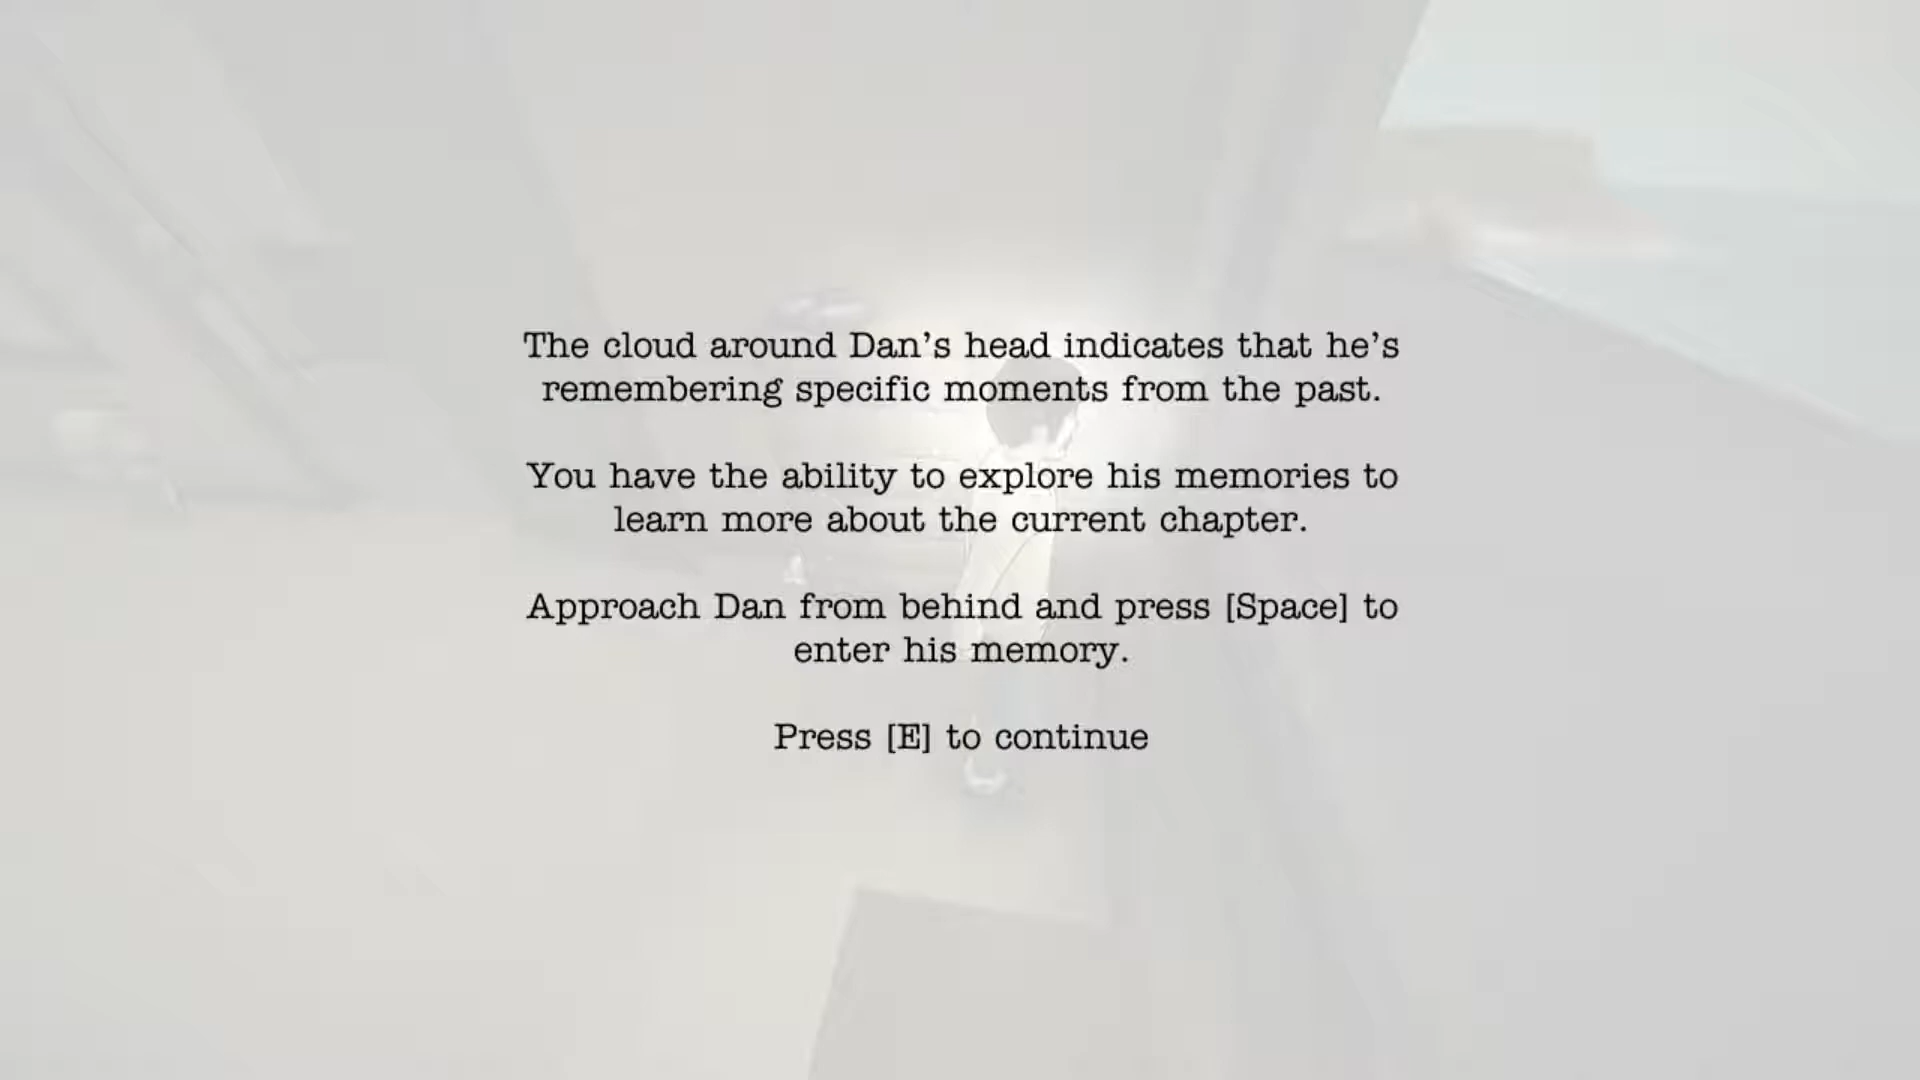 The cloud around Dan's head indicates that he's
remembering specific moments from the past.
You have the ability to explore his memories to
learn more about the current chapter.
Approach Dan from behind and press [Space] to
enter his memory.
Press [E] to continue